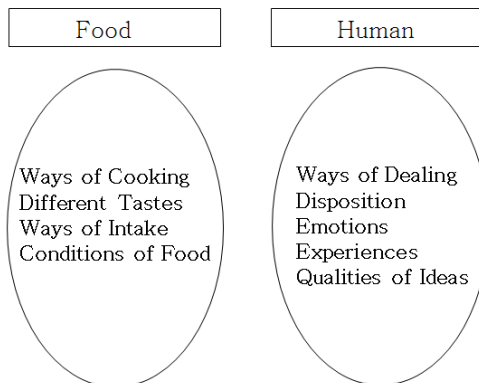 Food
Human
Ways of Cooking
Different Tastes
Ways of Intake
Conditions of Food
Ways of Dealing
Disposition
Emotions
Experiences
Qualities of Ideas